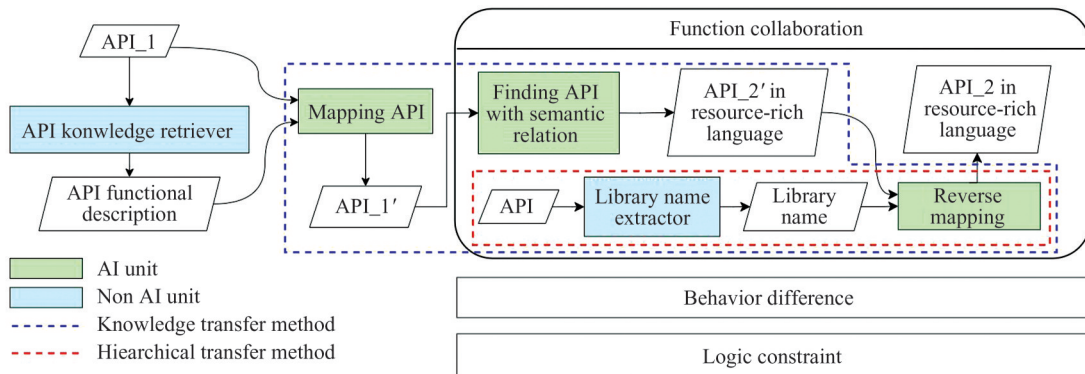 Function collaboration
API_1
API konwledge retriever
API functional
description
Mapping API
API_1′
Finding API
with semantic
relation
API_2′ in
resource-rich
language
API_2 in
resource-rich
language
API
Library name
extractor
Library
name
Reverse
mapping
AI unit
Non AI unit
Knowledge transfer method
Hiearchical transfer method
Behavior difference
Logic constraint